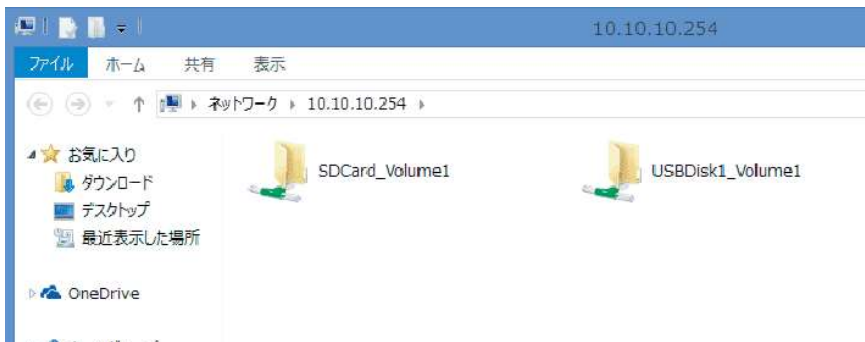 10.10.10.254
ファイル ホーム 共有 表示
ネットワーク 10.10.10.254
お気に入り
ダウンロード
デスクトップ
最近表示した場所
OneDrive
SDCard_Volume1
USBDisk1_Volume1